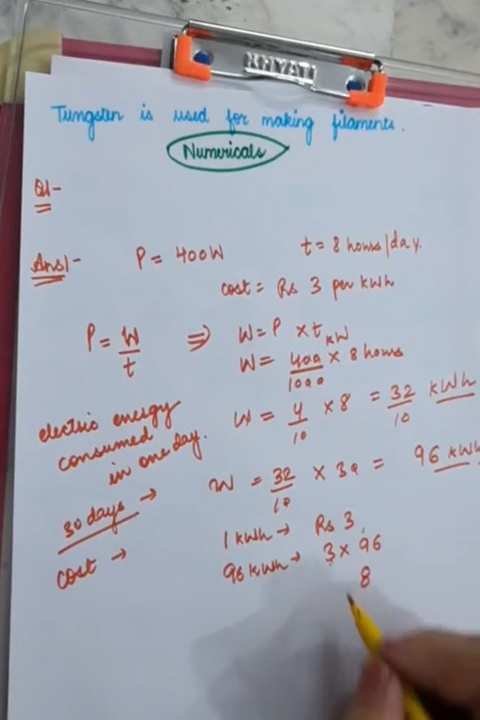 KHYATI
Tungsten is used for making filaments.
Numericals
Q1-
Ans1- P = 400W t = 8 hours/day.
cost = Rs 3 per kWh
P = W/t ⇒ W = P x t
W = 400/1000 kW x 8 hours
electric energy consumed in one day. W = 4/10 x 8 = 32/10 kWh
30 days → W = 32/10 x 30 = 96 kWh
cost → 1 kWh → Rs 3.
96 kWh → 3 x 96
8